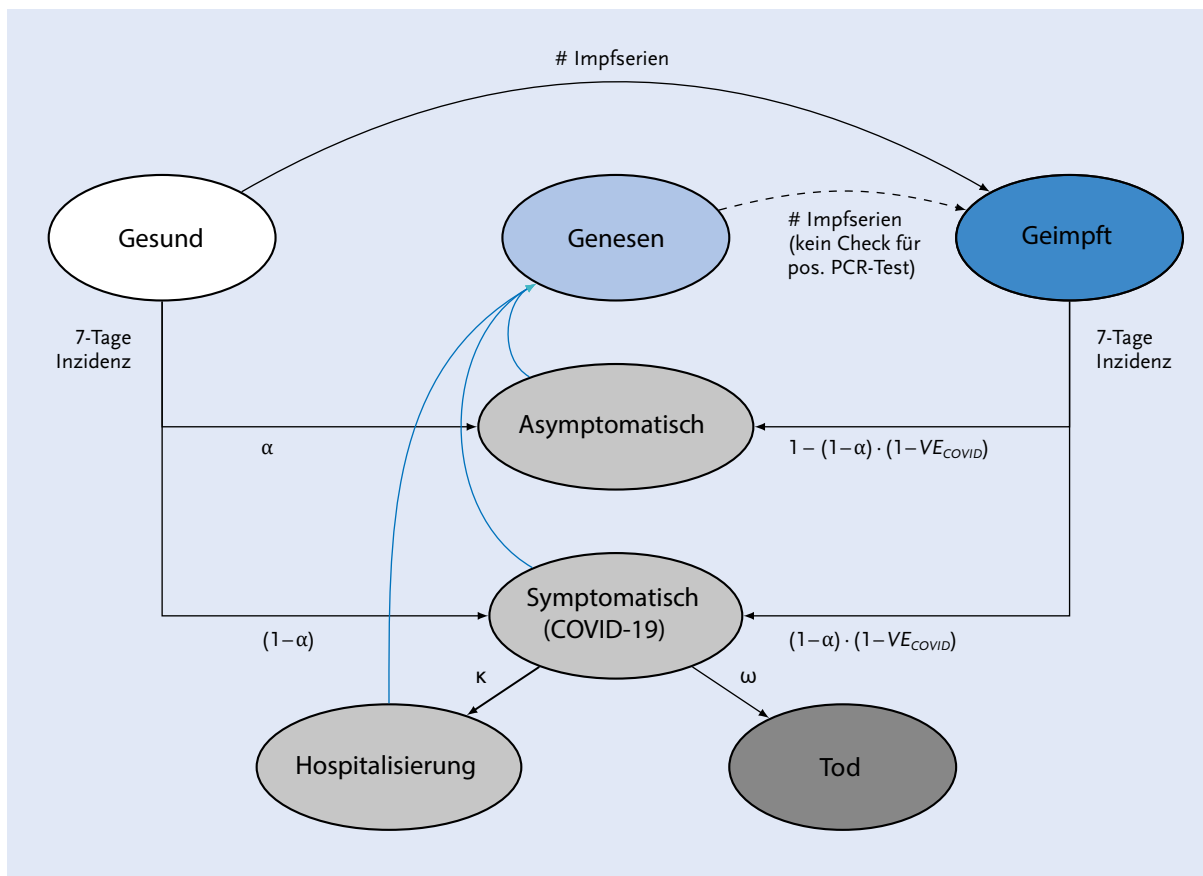 # Impfserien
Gesund
Genesen
# Impfserien
(kein Check für
pos. PCR-Test)
Geimpft
7-Tage
Inzidenz
7-Tage
Inzidenz
Asymptomatisch
α
1 – (1–α) · (1–VE_COVID)
Symptomatisch
(COVID-19)
(1–α)
(1–α) · (1–VE_COVID)
κ
ω
Hospitalisierung
Tod